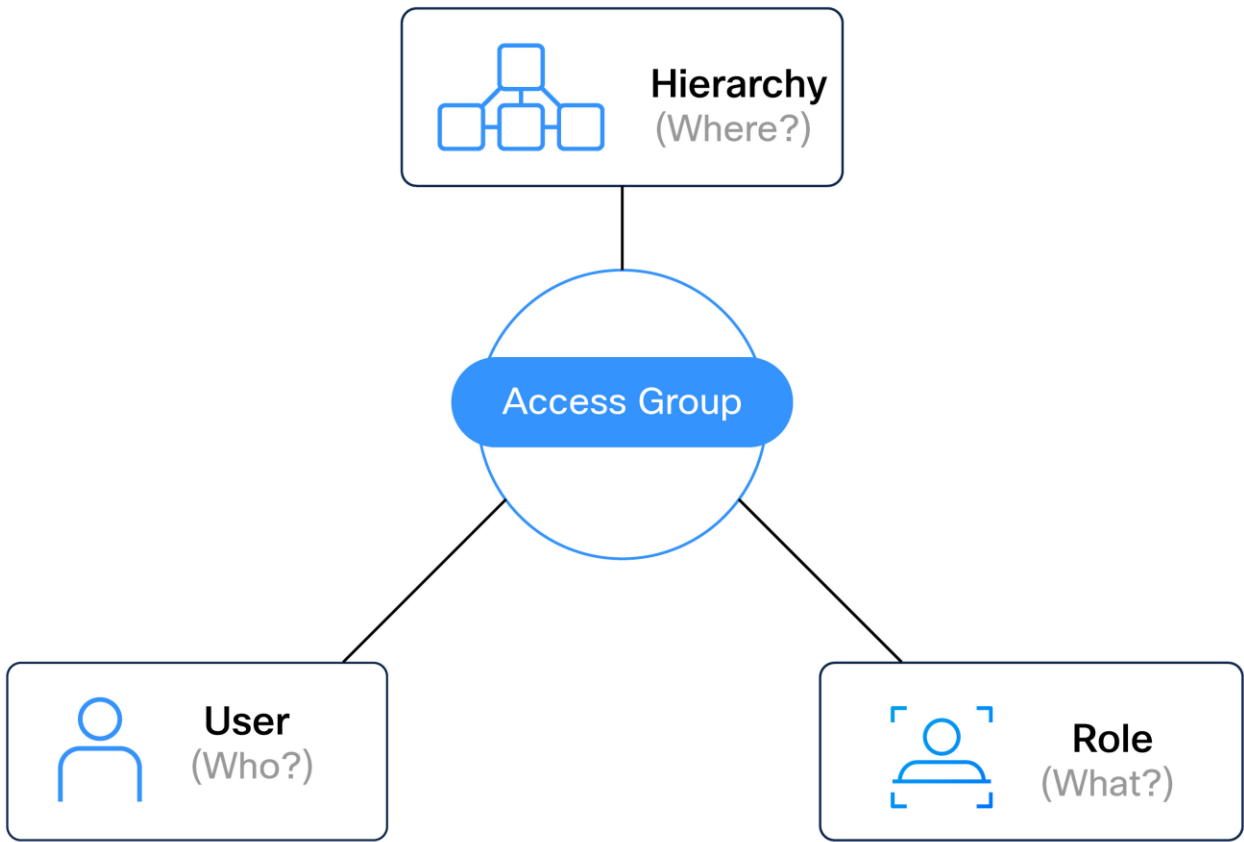 Hierarchy
(Where?)
Access Group
User
(Who?)
Role
(What?)